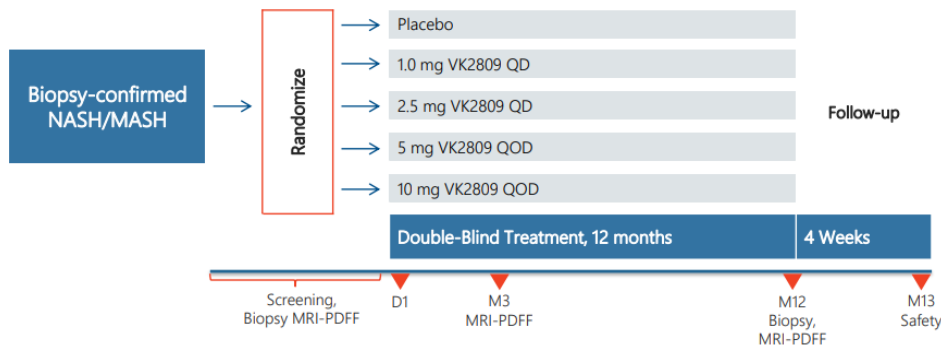 Placebo
1.0 mg VK2809 QD
Biopsy-confirmed
NASH/MASH
Randomize
2.5 mg VK2809 QD
Follow-up
5 mg VK2809 QOD
10 mg VK2809 QOD
Double-Blind Treatment, 12 months
4 Weeks
Screening,
Biopsy MRI-PDFF
D1
M3
MRI-PDFF
M12
Biopsy,
MRI-PDFF
M13
Safety